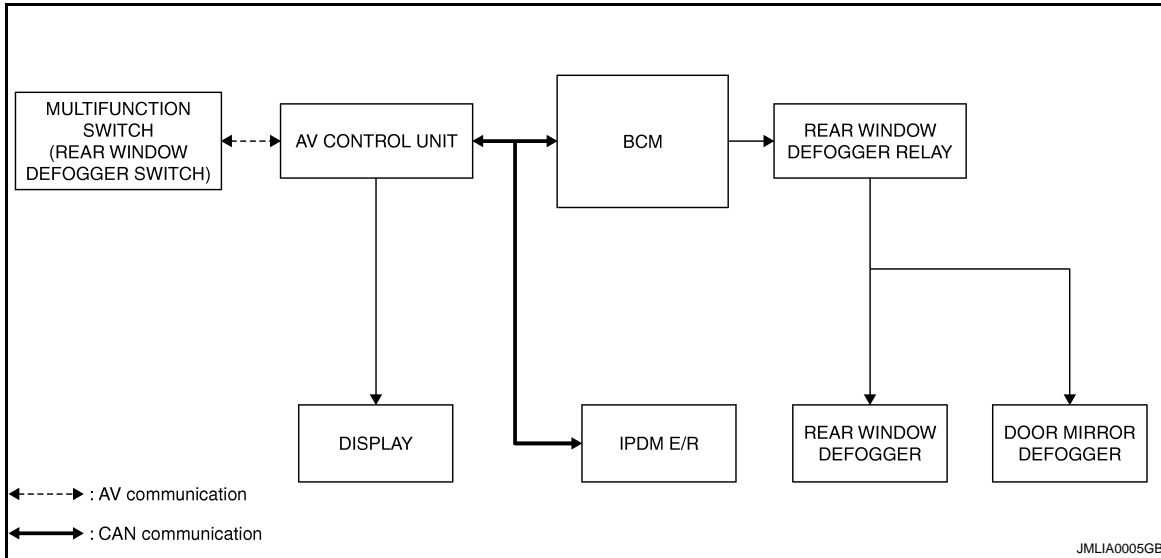 MULTIFUNCTION
SWITCH
(REAR WINDOW
DEFOGGER SWITCH)
AV CONTROL UNIT
BCM
REAR WINDOW
DEFOGGER RELAY
DISPLAY
IPDM E/R
REAR WINDOW
DEFOGGER
DOOR MIRROR
DEFOGGER
: AV communication
: CAN communication
JMLIA0005GB